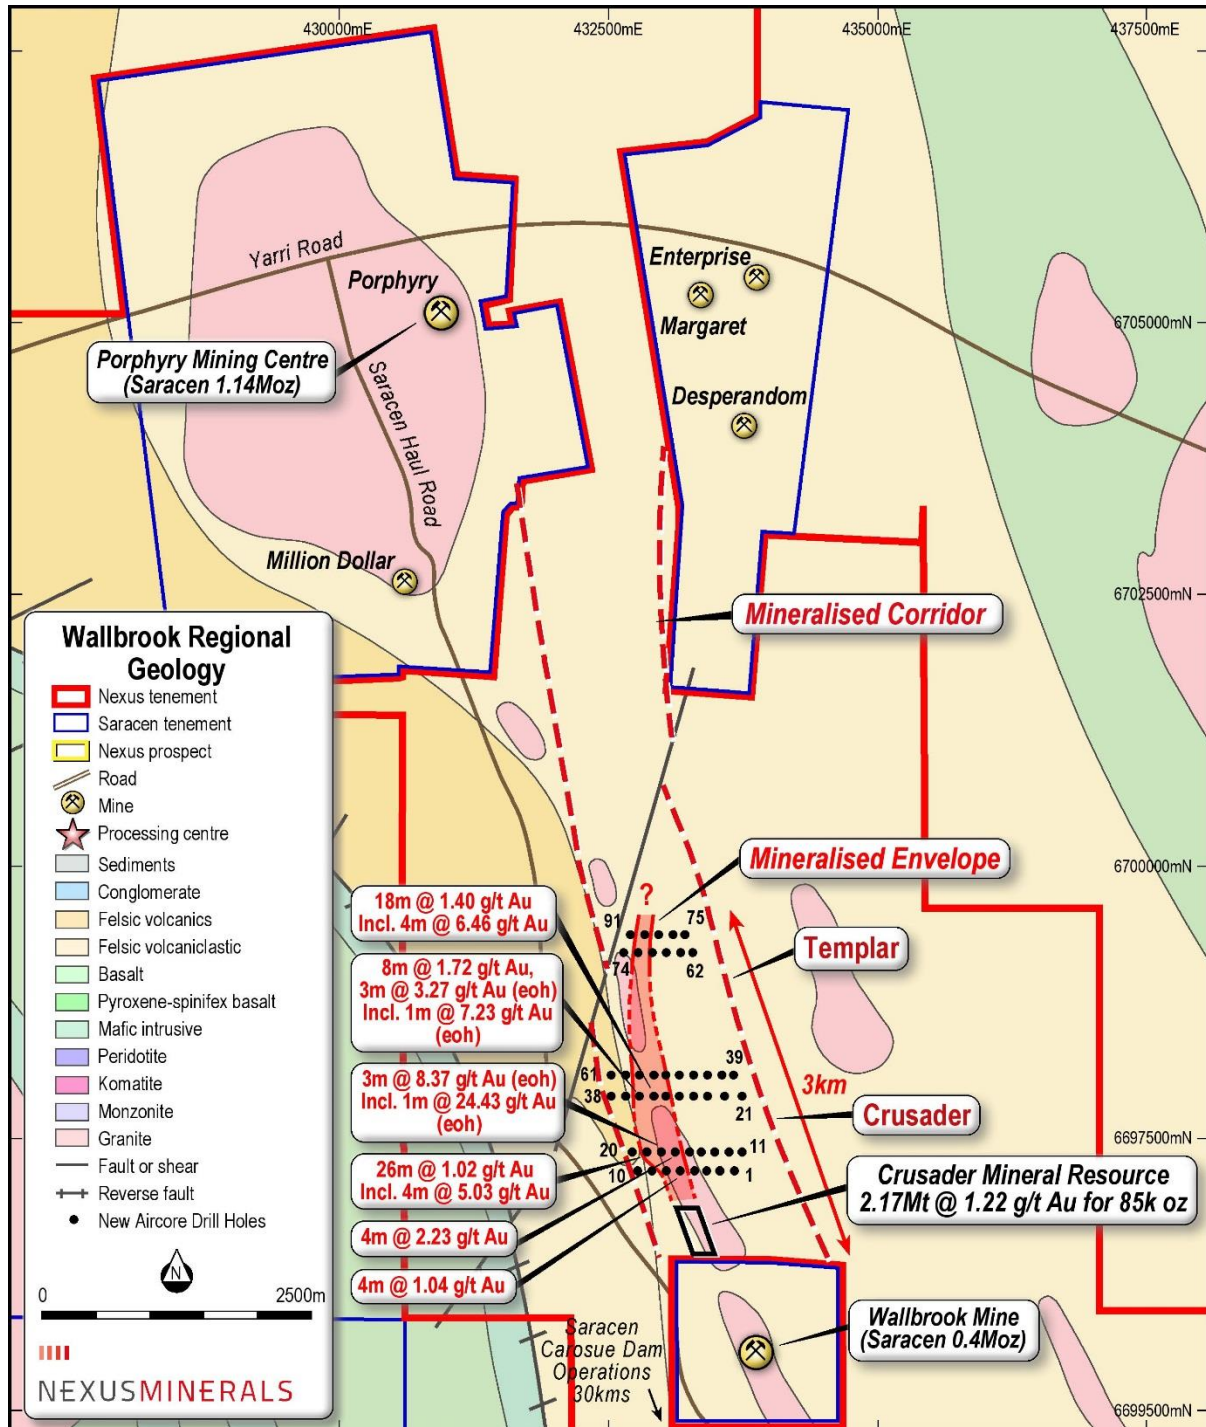 430000mE
432500mE
435000mE
437500mE
Yarri Road
Enterprise
Porphyry
Margaret
6705000mN
Porphyry Mining Centre
(Saracen 1.14Moz)
Saracen Haul Road
Desperandom
Million Dollar
6702500mN
Mineralised Corridor
Wallbrook Regional
Geology
Nexus tenement
Saracen tenement
Nexus prospect
Road
Mine
Processing centre
Sediments
Conglomerate
Felsic volcanics
Felsic volcaniclastic
Basalt
Pyroxene-spinifex basalt
Mafic intrusive
Peridotite
Komatite
Monzonite
Granite
Fault or shear
Reverse fault
New Aircore Drill Holes
N
0
2500m
NEXUSMINERALS
Mineralised Envelope
6700000mN
?
18m @ 1.40 g/t Au
Incl. 4m @ 6.46 g/t Au
91
75
74
62
Templar
8m @ 1.72 g/t Au,
3m @ 3.27 g/t Au (eoh)
Incl. 1m @ 7.23 g/t Au
(eoh)
61
39
38
21
3km
Crusader
3m @ 8.37 g/t Au (eoh)
Incl. 1m @ 24.43 g/t Au
(eoh)
6697500mN
20
11
10
1
26m @ 1.02 g/t Au
Incl. 4m @ 5.03 g/t Au
Crusader Mineral Resource
2.17Mt @ 1.22 g/t Au for 85k oz
4m @ 2.23 g/t Au
4m @ 1.04 g/t Au
Wallbrook Mine
(Saracen 0.4Moz)
Saracen
Carosue Dam
Operations
30kms
6699500mN